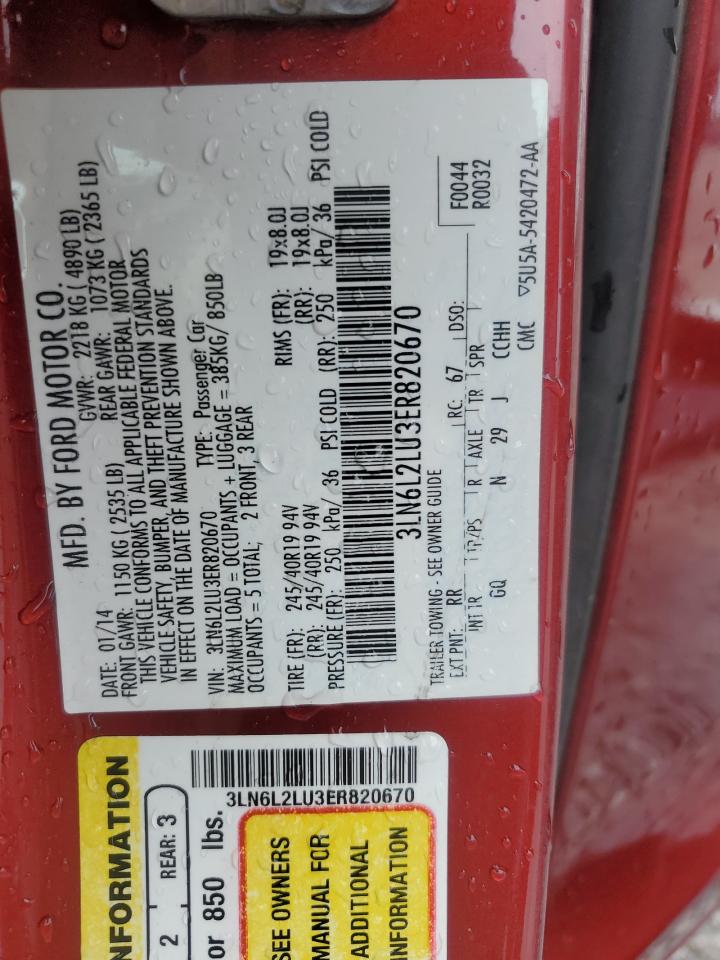 MFD. BY FORD MOTOR CO.
DATE: 01/14 GVWR: 2218 KG ( 4890 LB)
FRONT GAWR: 1150 KG ( 2535 LB) REAR GAWR: 1073 KG ( 2365 LB)
THIS VEHICLE CONFORMS TO ALL APPLICABLE FEDERAL MOTOR
VEHICLE SAFETY, BUMPER, AND THEFT PREVENTION STANDARDS
IN EFFECT ON THE DATE OF MANUFACTURE SHOWN ABOVE.
VIN: 3LN6L2LU3ER820670 TYPE: Passenger Car
MAXIMUM LOAD = OCCUPANTS + LUGGAGE = 385KG/ 850LB
OCCUPANTS = 5 TOTAL; 2 FRONT, 3 REAR
TIRE (FR): 245/40R19 94V RIMS (FR): 19x8.0J
(RR): 245/40R19 94V (RR): 19x8.0J
PRESSURE (FR): 250 kPa/ 36 PSI COLD (RR): 250 kPa/ 36 PSI COLD
3LN6L2LU3ER820670
TRAILER TOWING - SEE OWNER GUIDE F0044
EXT PNT: RR RC: 67 DSO: R0032
INT TR TP/PS R AXLE TR SPR
GQ N 29 J CCHH
CMC ▽5U5A-5420472-AA
3LN6L2LU3ER820670
NFORMATION
2 REAR: 3
or 850 lbs.
SEE OWNERS
MANUAL FOR
ADDITIONAL
INFORMATION